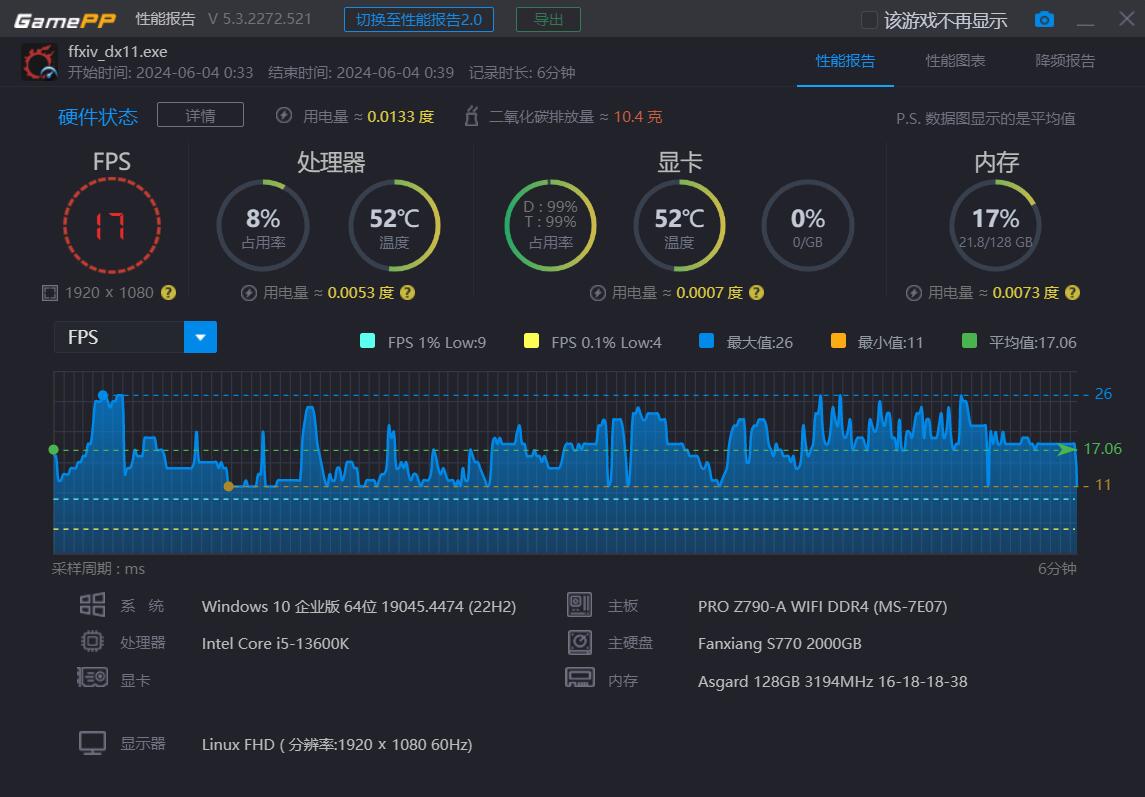 GamePP 性能报告 V 5.3.2272.521 切换至性能报告2.0 导出 该游戏不再显示
ffxiv_dx11.exe
开始时间: 2024-06-04 0:33 结束时间: 2024-06-04 0:39 记录时长: 6分钟
性能报告 性能图表 降频报告
硬件状态 详情 用电量 ≈ 0.0133 度 二氧化碳排放量 ≈ 10.4 克 P.S. 数据图显示的是平均值
FPS 处理器 显卡 内存
17
8%
占用率
52℃
温度
D : 99%
T : 99%
占用率
52℃
温度
0%
0/GB
17%
21.8/128 GB
1920 x 1080 ? 用电量 ≈ 0.0053 度 ? 用电量 ≈ 0.0007 度 ? 用电量 ≈ 0.0073 度 ?
FPS FPS 1% Low:9 FPS 0.1% Low:4 最大值:26 最小值:11 平均值:17.06
26
17.06
11
采样周期 : ms 6分钟
系 统 Windows 10 企业版 64位 19045.4474 (22H2) 主板 PRO Z790-A WIFI DDR4 (MS-7E07)
处理器 Intel Core i5-13600K 主硬盘 Fanxiang S770 2000GB
显卡 内存 Asgard 128GB 3194MHz 16-18-18-38
显示器 Linux FHD ( 分辨率:1920 x 1080 60Hz)